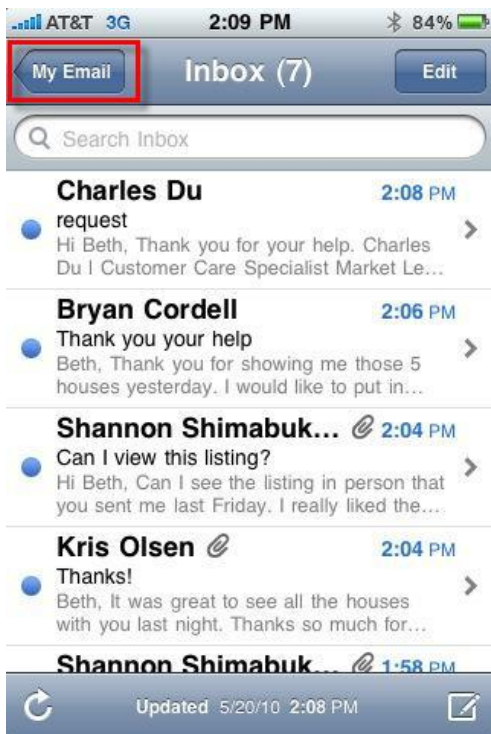 AT&T 3G 2:09 PM 84%
My Email Inbox (7) Edit
Search Inbox
Charles Du 2:08 PM
request
Hi Beth, Thank you for your help. Charles
Du | Customer Care Specialist Market Le...
Bryan Cordell 2:06 PM
Thank you your help
Beth, Thank you for showing me those 5
houses yesterday. I would like to put in...
Shannon Shimabuk... 2:04 PM
Can I view this listing?
Hi Beth, Can I see the listing in person that
you sent me last Friday. I really liked the...
Kris Olsen 2:04 PM
Thanks!
Beth, It was great to see all the houses
with you last night. Thanks so much for...
Shannon Shimabuk... 1:58 PM
Updated 5/20/10 2:08 PM